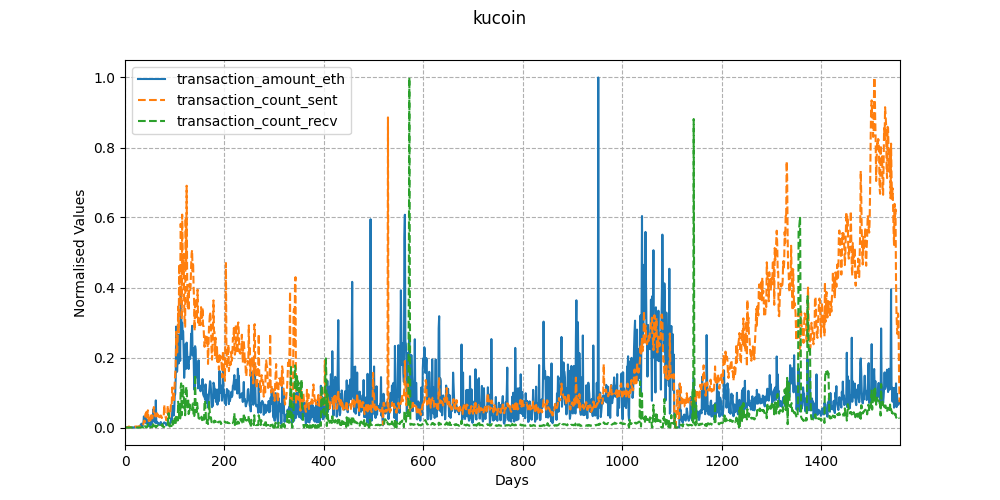 kucoin
transaction_amount_eth
transaction_count_sent
transaction_count_recv
Normalised Values
1.0
0.8
0.6
0.4
0.2
0.0
0 200 400 600 800 1000 1200 1400
Days